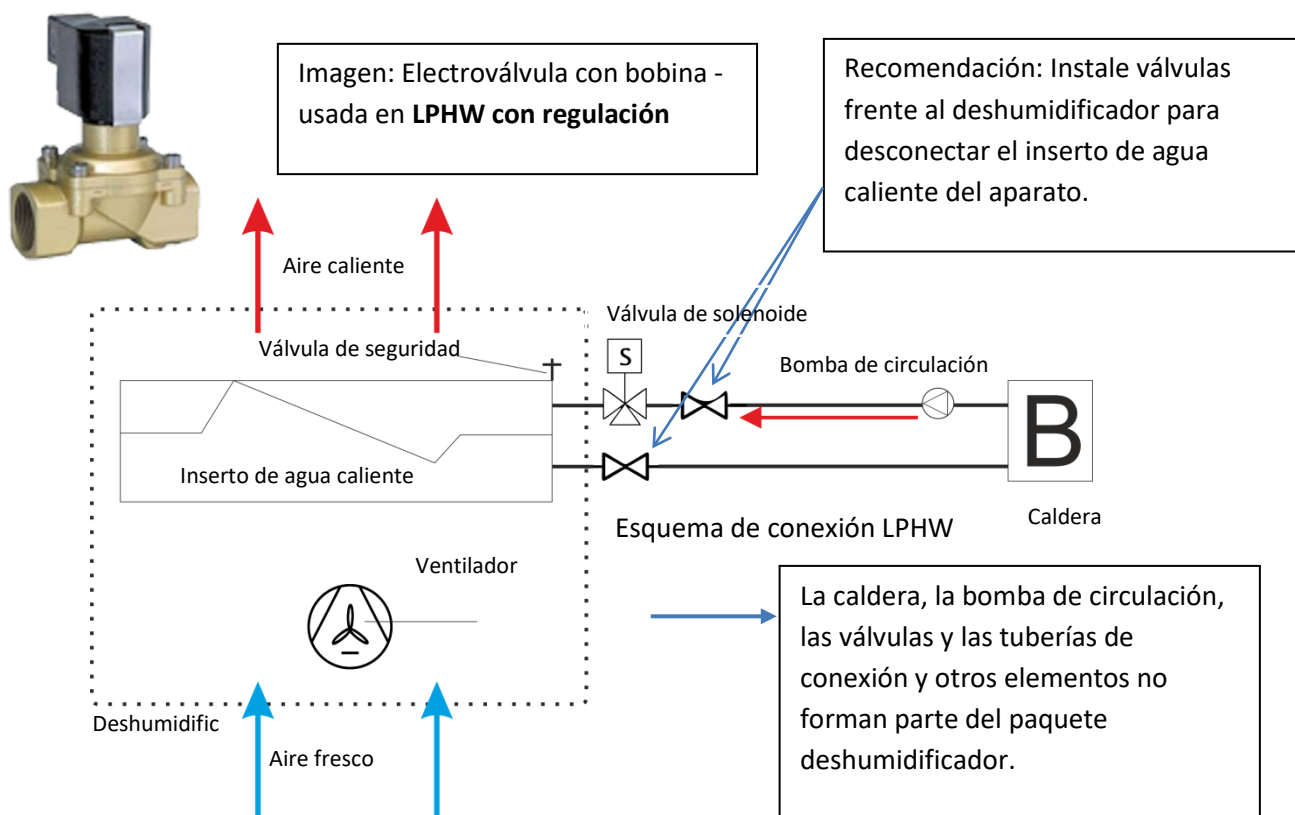 Imagen: Electroválvula con bobina -
usada en LPHW con regulación
Recomendación: Instale válvulas
frente al deshumidificador para
desconectar el inserto de agua
caliente del aparato.
Aire caliente
Válvula de solenoide
Válvula de seguridad
S
Bomba de circulación
B
Inserto de agua caliente
Caldera
Esquema de conexión LPHW
Ventilador
La caldera, la bomba de circulación,
las válvulas y las tuberías de
conexión y otros elementos no
forman parte del paquete
deshumidificador.
Deshumidific
Aire fresco